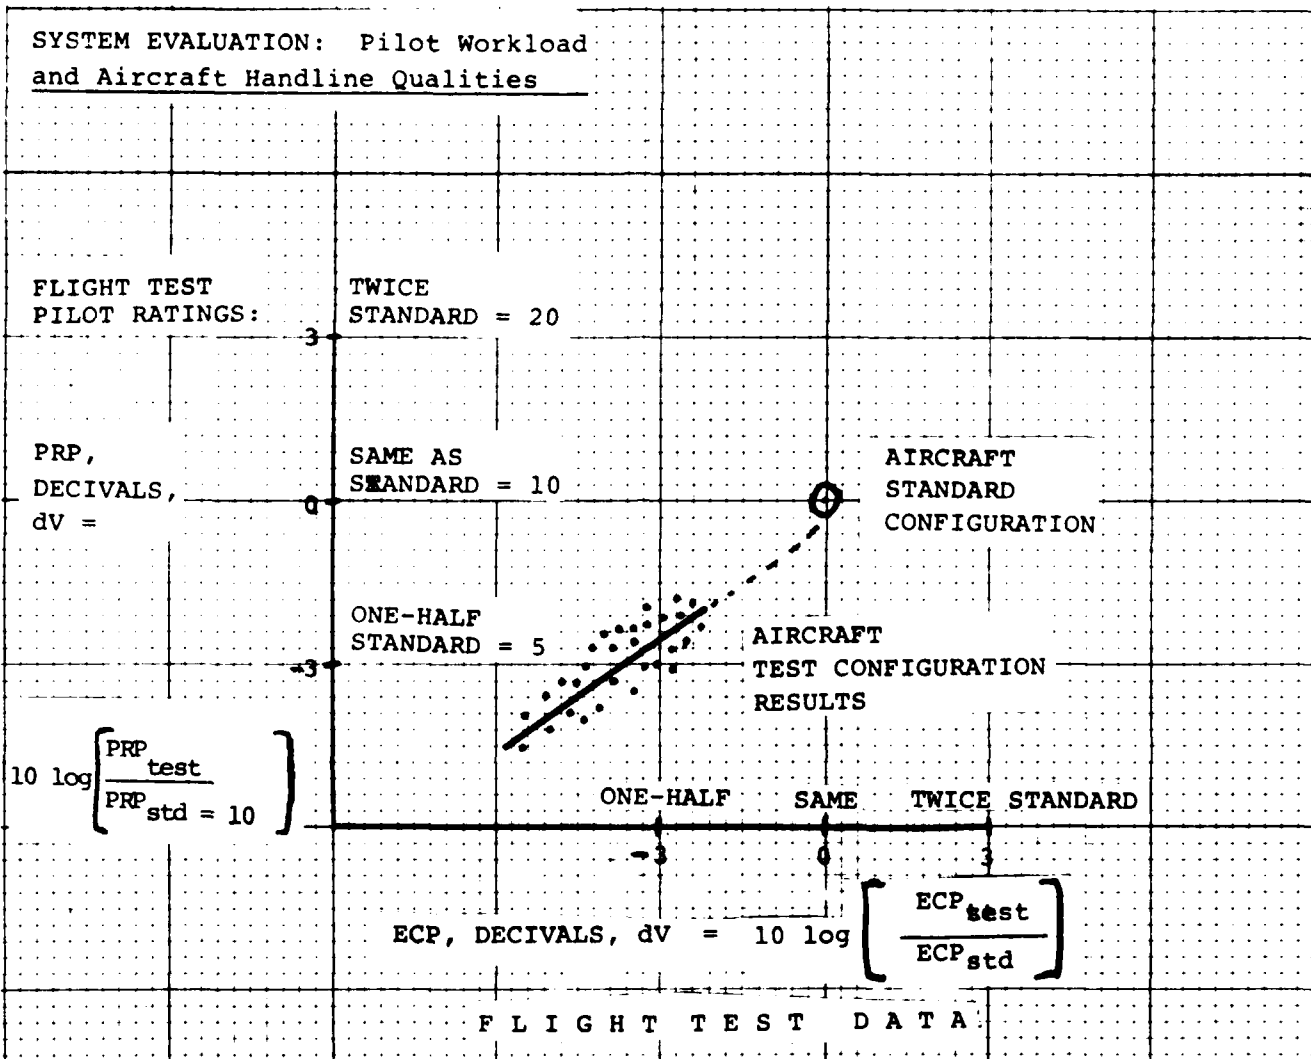 SYSTEM EVALUATION: Pilot Workload
and Aircraft Handline Qualities
FLIGHT TEST
PILOT RATINGS:
TWICE
STANDARD = 20
3
PRP,
DECIVALS,
dV =
SAME AS
STANDARD = 10
0
AIRCRAFT
STANDARD
CONFIGURATION
ONE-HALF
STANDARD = 5
-3
AIRCRAFT
TEST CONFIGURATION
RESULTS
10 log [ PRP test
PRP std = 10 ]
ONE-HALF SAME TWICE STANDARD
-3 0 3
ECP, DECIVALS, dV = 10 log [ ECP test
ECP std ]
FLIGHT TEST DATA